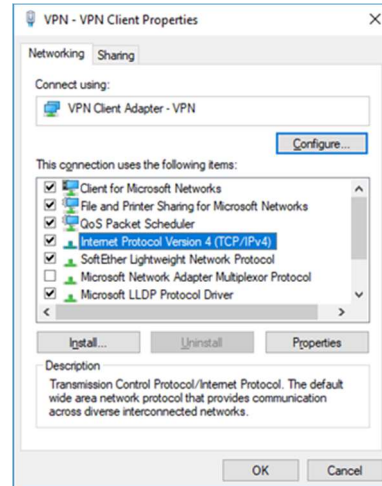 VPN - VPN Client Properties
Networking
Sharing
Connect using:
VPN Client Adapter - VPN
Configure...
This connection uses the following items:
Client for Microsoft Networks
File and Printer Sharing for Microsoft Networks
QoS Packet Scheduler
Internet Protocol Version 4 (TCP/IPv4)
SoftEther Lightweight Network Protocol
Microsoft Network Adapter Multiplexor Protocol
Microsoft LLDP Protocol Driver
Install...
Uninstall
Properties
Description
Transmission Control Protocol/Internet Protocol. The default
wide area network protocol that provides communication
across diverse interconnected networks.
OK
Cancel